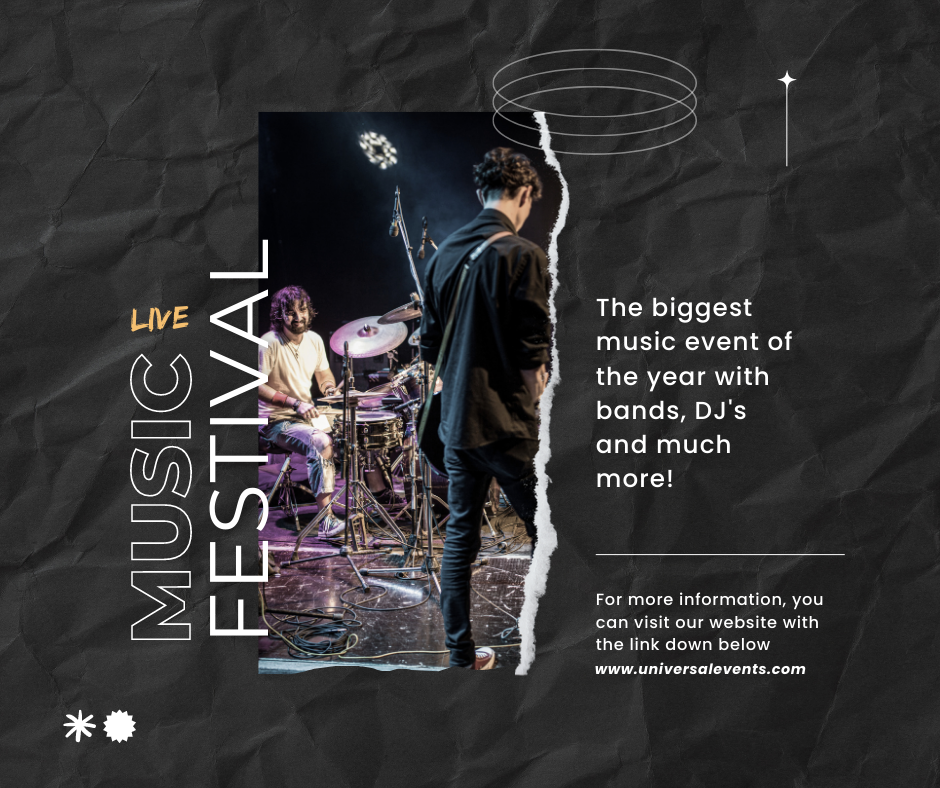 LIVE
MUSIC
FESTIVAL
The biggest
music event of
the year with
bands, DJ's
and much
more!
For more information, you
can visit our website with
the link down below
www.universalevents.com